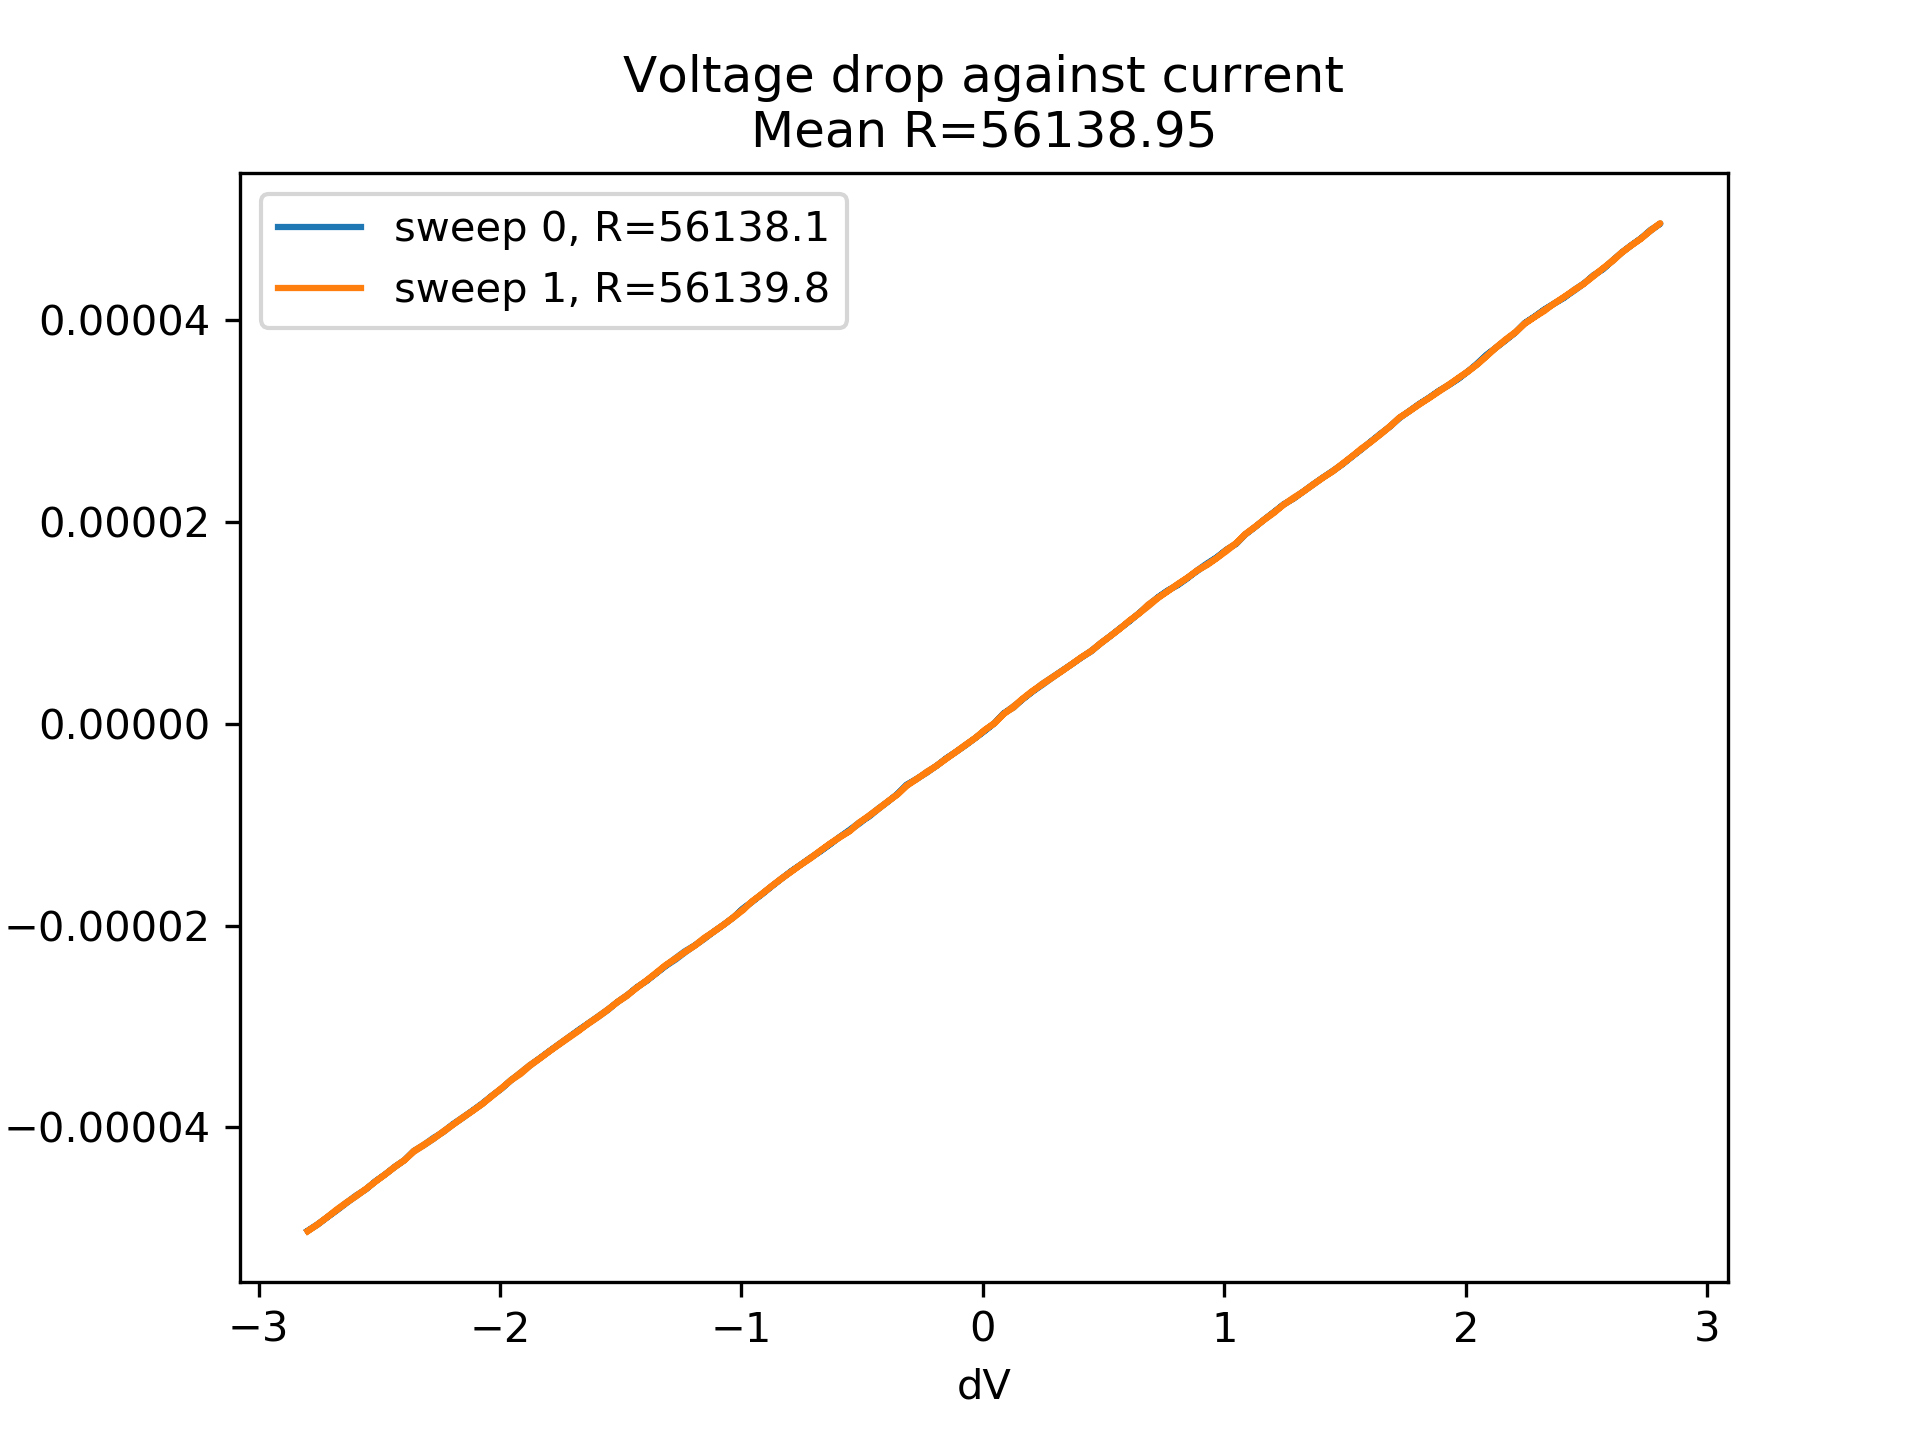 Voltage drop against current
Mean R=56138.95
sweep 0, R=56138.1
sweep 1, R=56139.8
0.00004
0.00002
0.00000
−0.00002
−0.00004
−3
−2
−1
0
1
2
3
dV